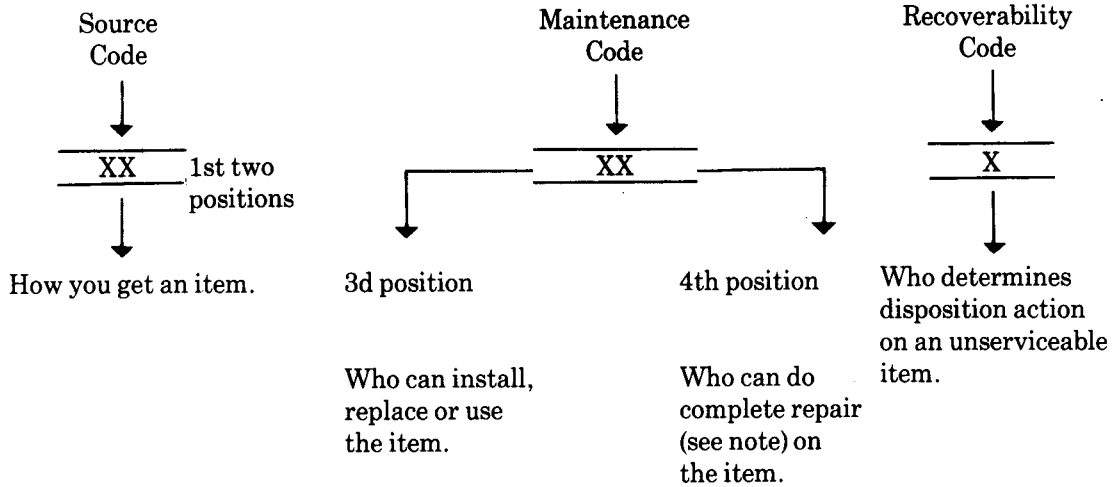 Source
Code
XX
1st two
positions
How you get an item.
Maintenance
Code
XX
3d position
Who can install,
replace or use
the item.
4th position
Who can do
complete repair
(see note) on
the item.
Recoverability
Code
X
Who determines
disposition action
on an unserviceable
item.